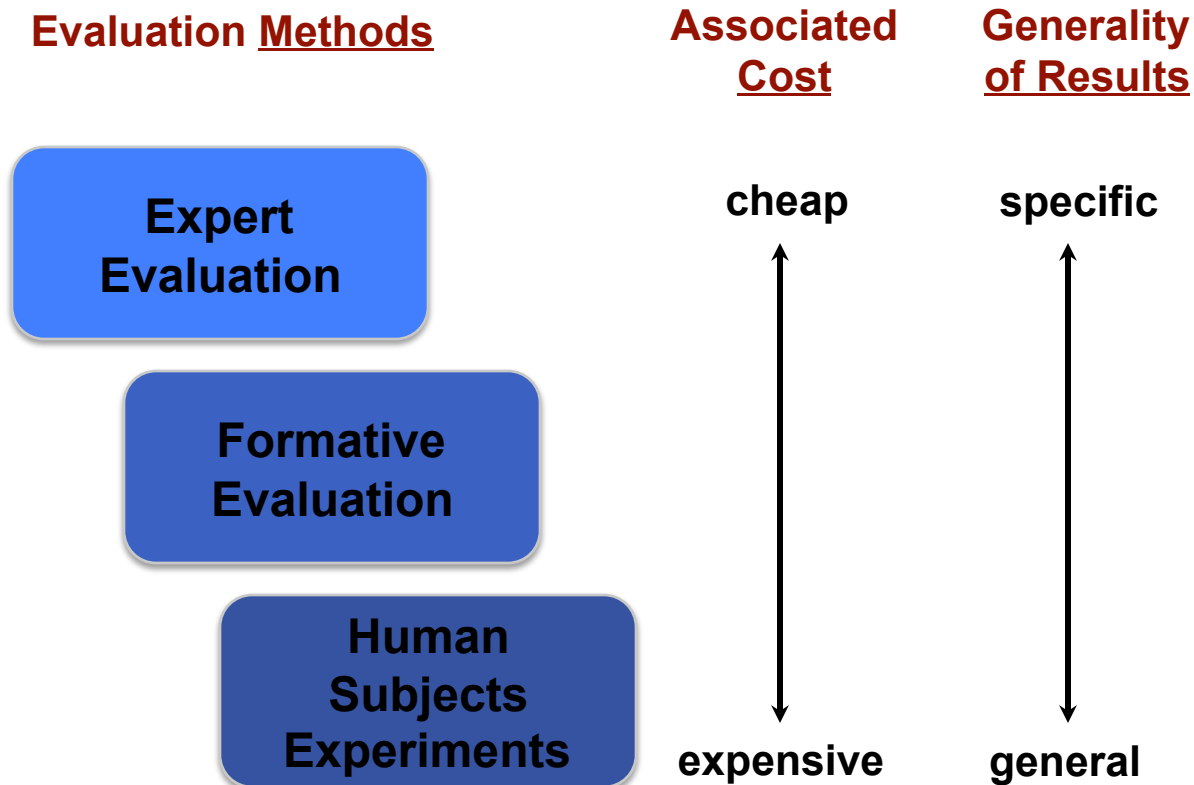 Evaluation Methods
Associated
Cost
Generality
of Results
Expert
Evaluation
cheap
specific
Formative
Evaluation
Human
Subjects
Experiments
expensive
general